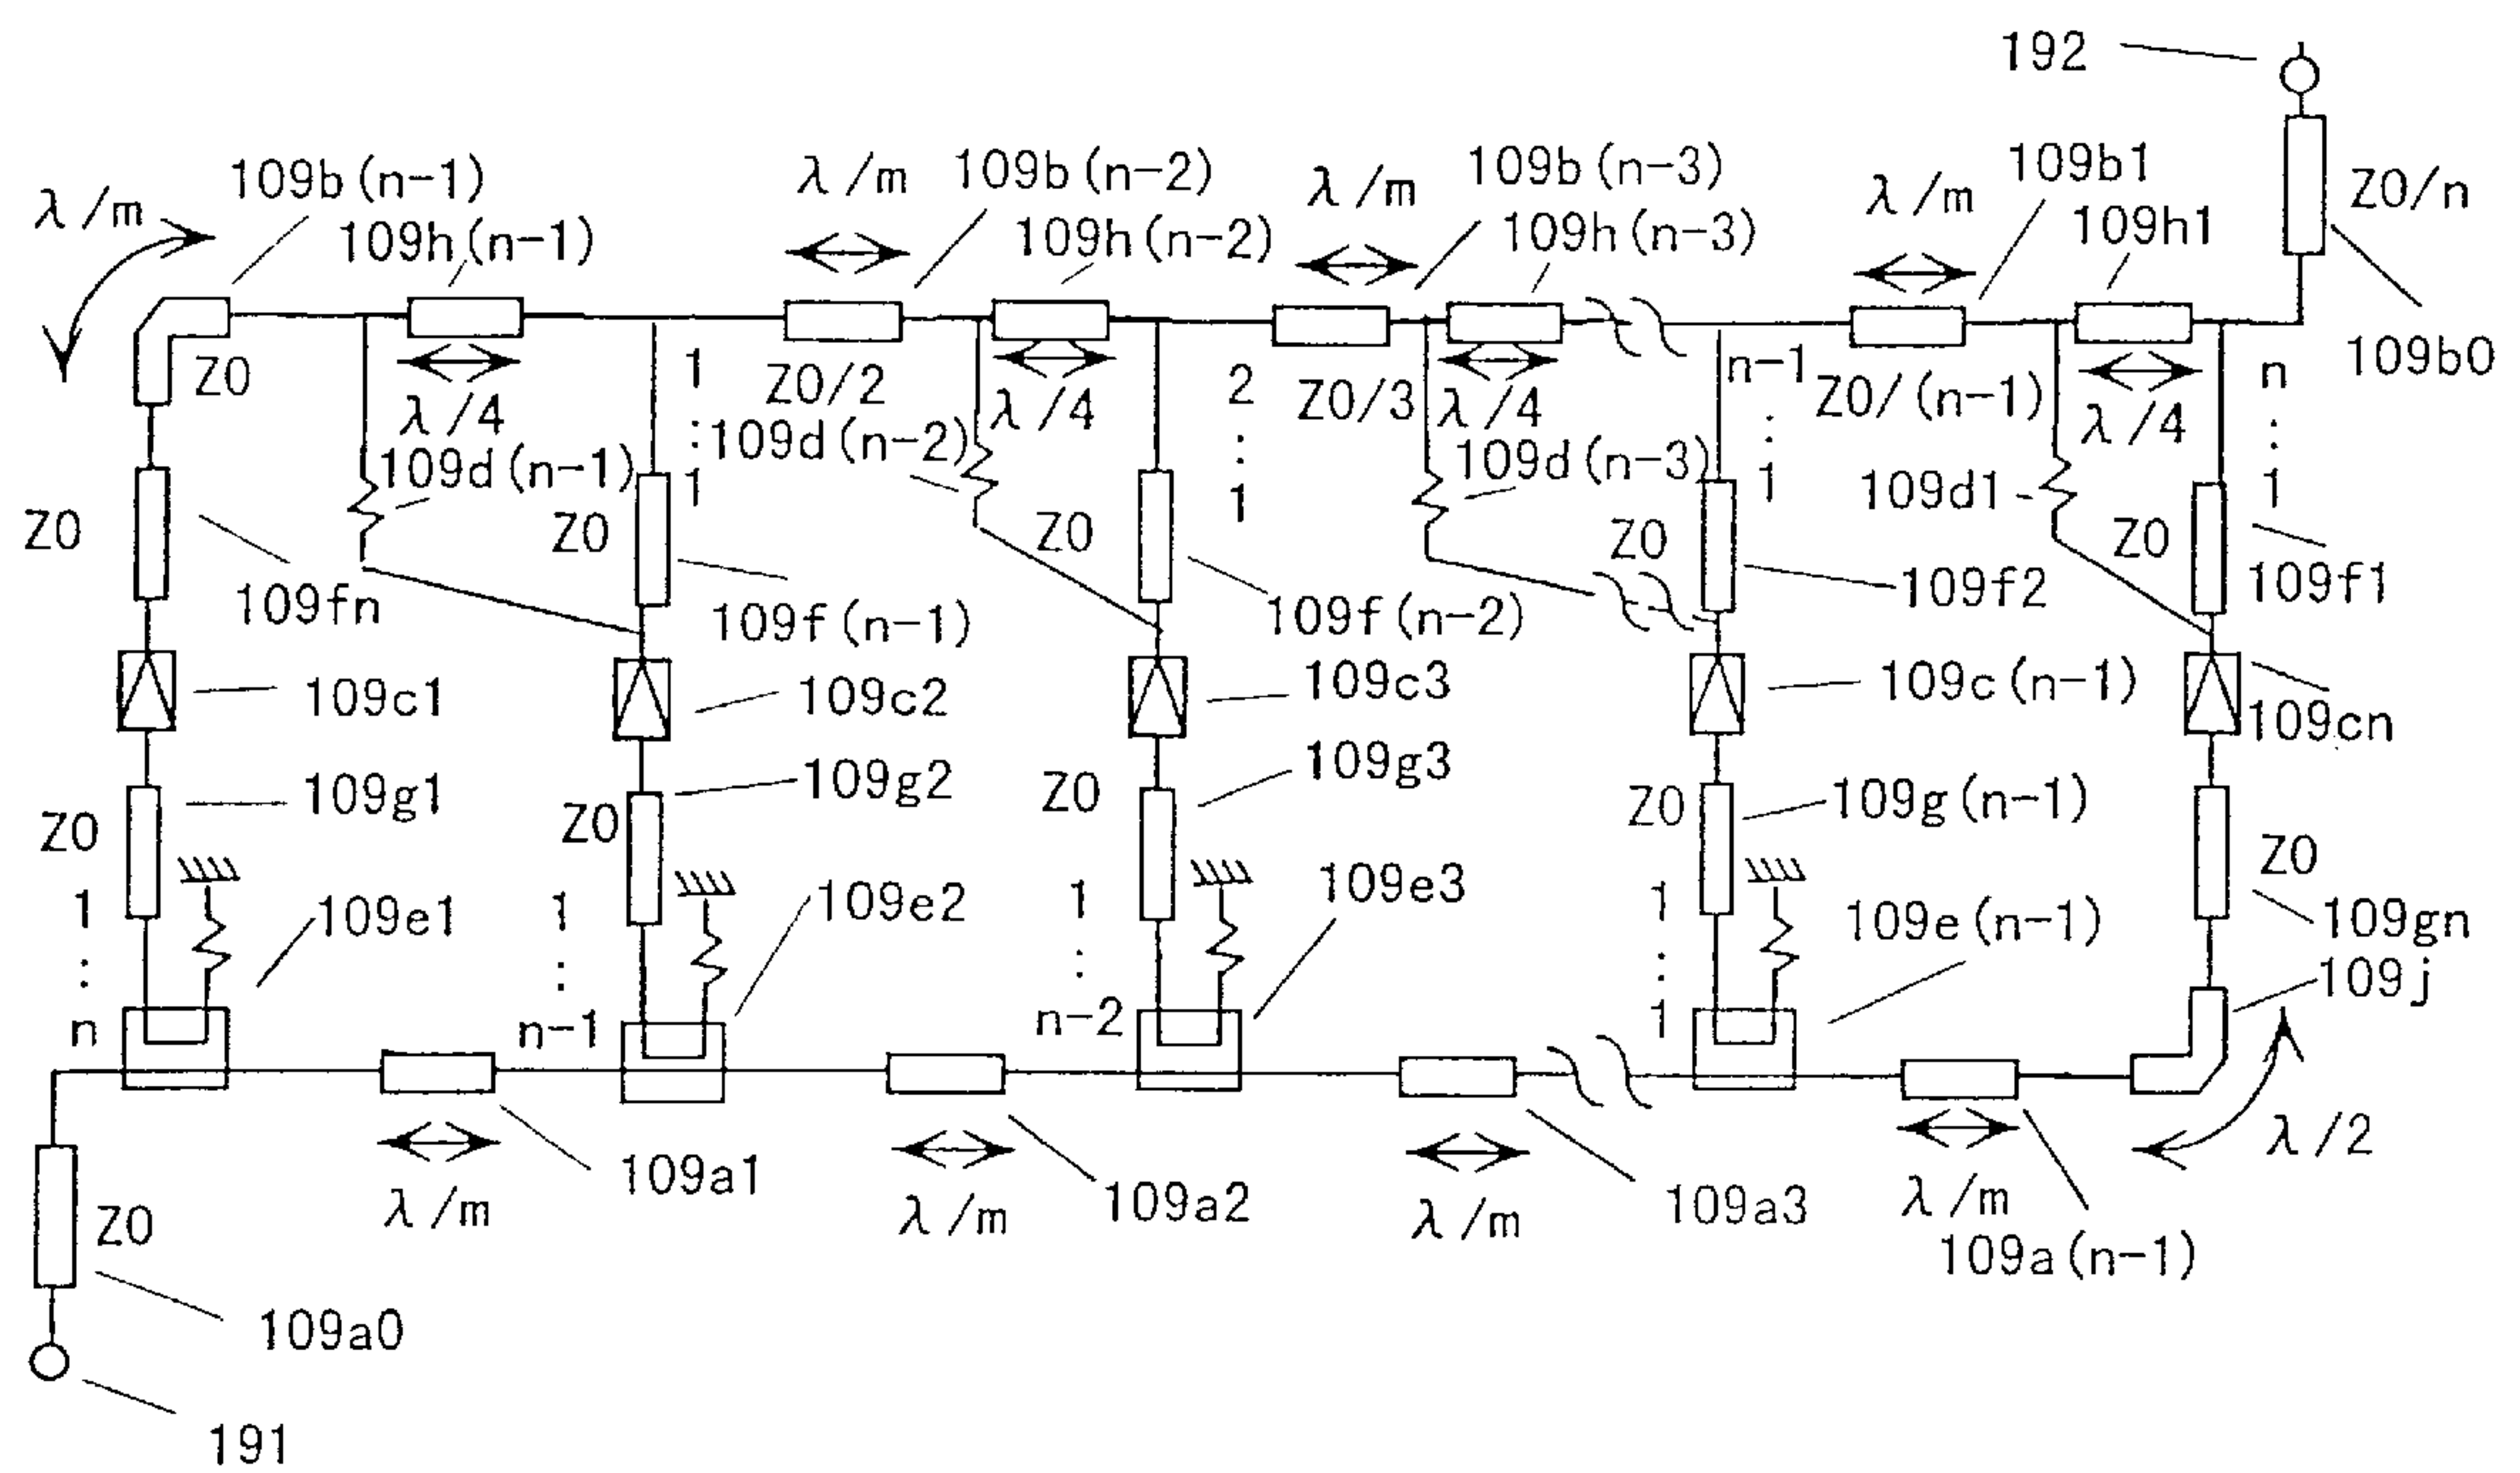 192
λ/m
109b(n-1)
109h(n-1)
λ/m
109b(n-2)
109h(n-2)
λ/m
109b(n-3)
109h(n-3)
λ/m
109b1
109h1
Z0/n
109b0
Z0
λ/4
1
:
1
Z0/2
λ/4
2
:
1
Z0/3
λ/4
n-1
:
1
Z0/(n-1)
λ/4
n
:
1
109d(n-1)
109d(n-2)
109d(n-3)
109d1
Z0
Z0
Z0
Z0
Z0
109fn
109f(n-1)
109f(n-2)
109f2
109f1
109c1
109c2
109c3
109c(n-1)
109cn
109g1
109g2
109g3
109g(n-1)
Z0
Z0
Z0
Z0
Z0
109gn
109j
1
:
n
109e1
1
:
n-1
109e2
1
:
n-2
109e3
1
:
1
109e(n-1)
λ/2
λ/m
109a1
λ/m
109a2
λ/m
109a3
λ/m
109a(n-1)
Z0
109a0
191